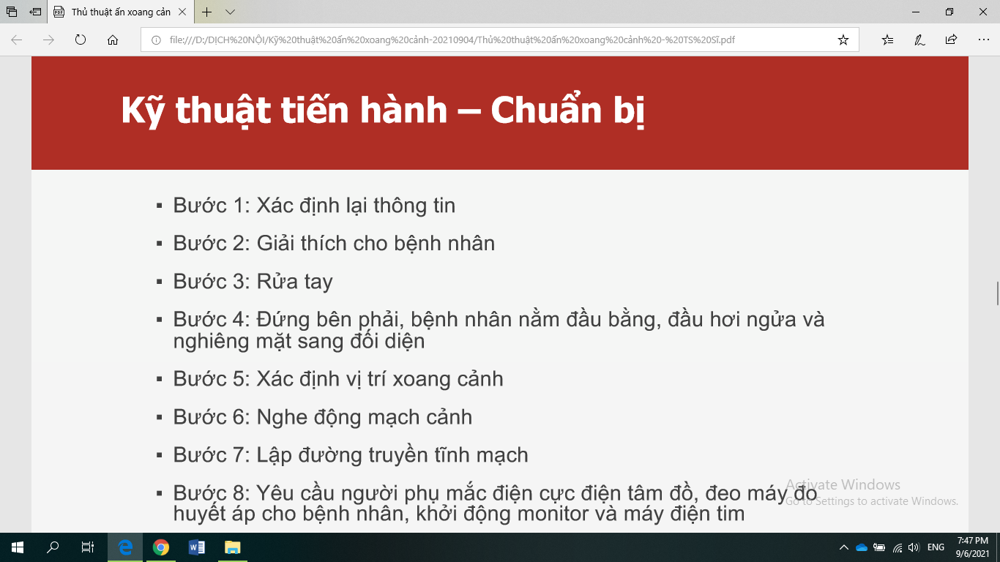 Thủ thuật ấn xoang cản
file:///D:/DỊCH%20NỘI/Kỹ%20thuật%20ấn%20xoang%20cảnh-20210904/Thủ%20thuật%20ấn%20xoang%20cảnh%20-%20TS%20Sĩ.pdf
Kỹ thuật tiến hành – Chuẩn bị
▪ Bước 1: Xác định lại thông tin
▪ Bước 2: Giải thích cho bệnh nhân
▪ Bước 3: Rửa tay
▪ Bước 4: Đứng bên phải, bệnh nhân nằm đầu bằng, đầu hơi ngửa và
nghiêng mặt sang đối diện
▪ Bước 5: Xác định vị trí xoang cảnh
▪ Bước 6: Nghe động mạch cảnh
▪ Bước 7: Lập đường truyền tĩnh mạch
▪ Bước 8: Yêu cầu người phụ mắc điện cực điện tâm đồ, đeo máy đo
huyết áp cho bệnh nhân, khởi động monitor và máy điện tim
Activate Windows
Go to Settings to activate Windows.
ENG
7:47 PM
9/6/2021